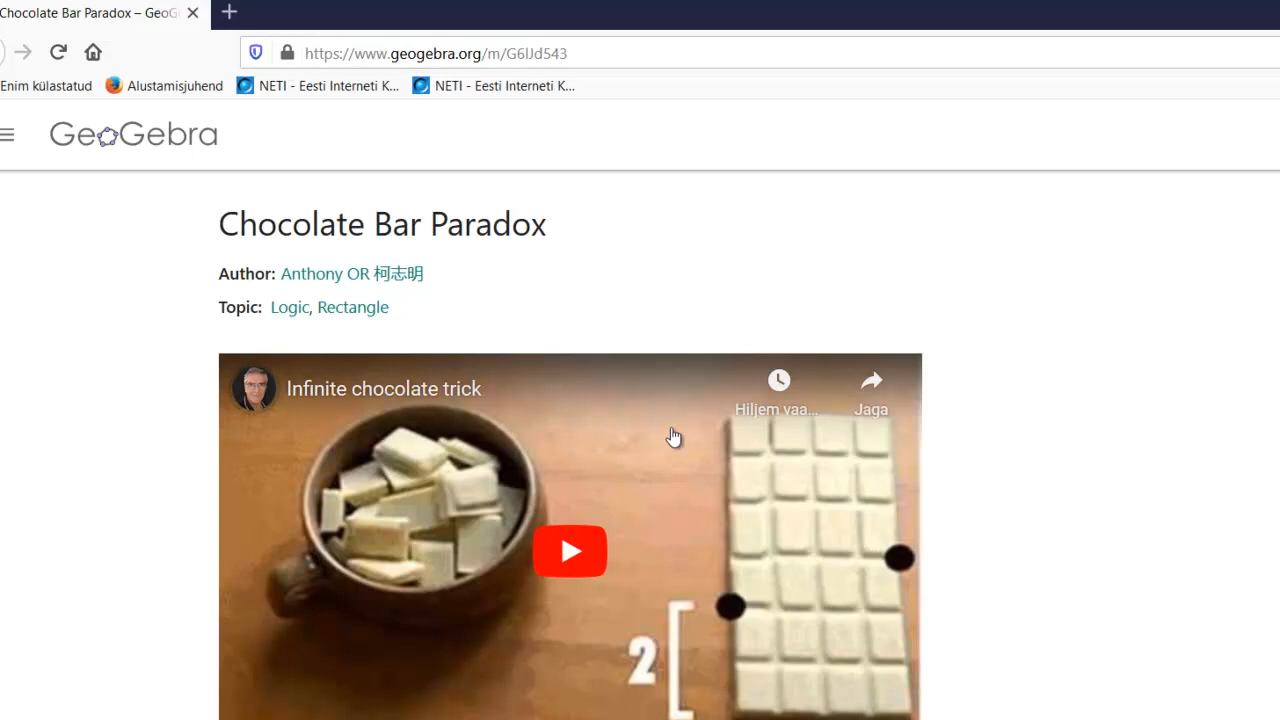 Chocolate Bar Paradox – GeoG
https://www.geogebra.org/m/G6lJd543
Enim külastatud Alustamisjuhend NETI - Eesti Interneti K... NETI - Eesti Interneti K...
GeoGebra
Chocolate Bar Paradox
Author: Anthony OR 柯志明
Topic: Logic, Rectangle
Infinite chocolate trick
Hiljem vaa... Jaga
2